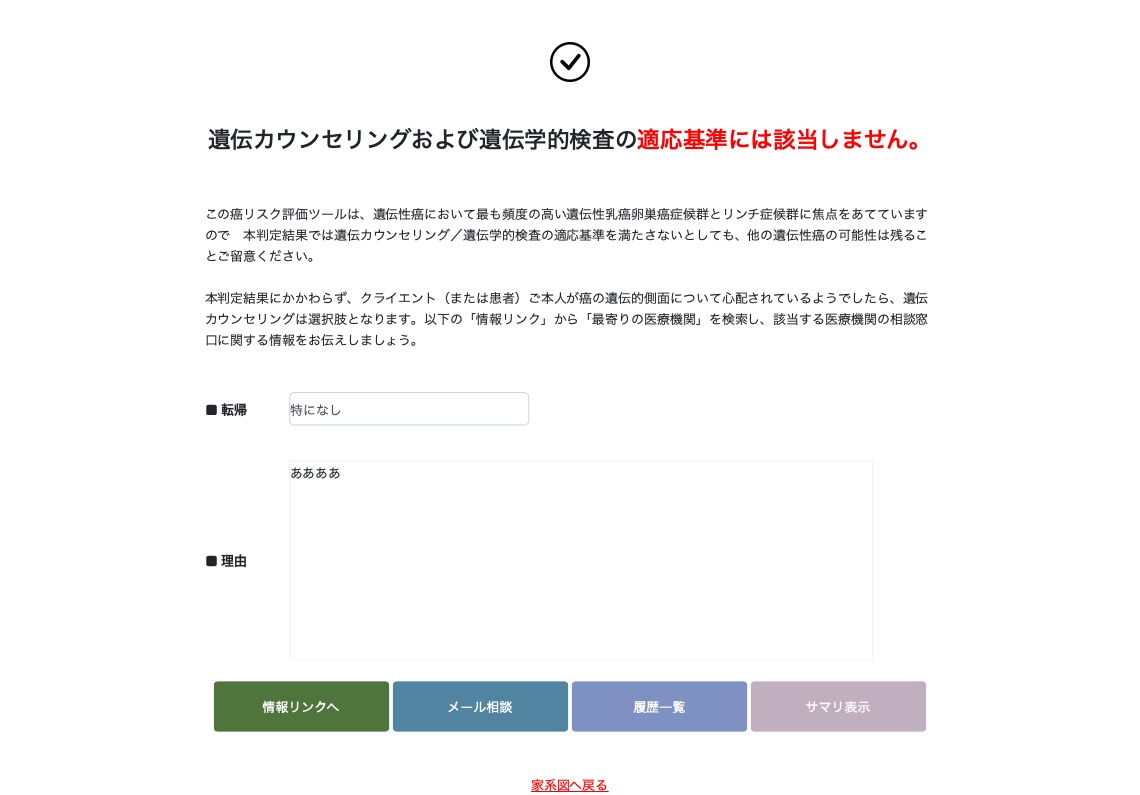 遺伝カウンセリングおよび遺伝学的検査の適応基準には該当しません。
この癌リスク評価ツールは、遺伝性癌において最も頻度の高い遺伝性乳癌卵巣癌症候群とリンチ症候群に焦点をあてています
ので　本判定結果では遺伝カウンセリング／遺伝学的検査の適応基準を満たさないとしても、他の遺伝性癌の可能性は残るこ
とご留意ください。
本判定結果にかかわらず、クライエント（または患者）ご本人が癌の遺伝的側面について心配されているようでしたら、遺伝
カウンセリングは選択肢となります。以下の「情報リンク」から「最寄りの医療機関」を検索し、該当する医療機関の相談窓
口に関する情報をお伝えしましょう。
■ 転帰 特になし
ああああ
■ 理由
情報リンクへ メール相談 履歴一覧 サマリ表示
家系図へ戻る